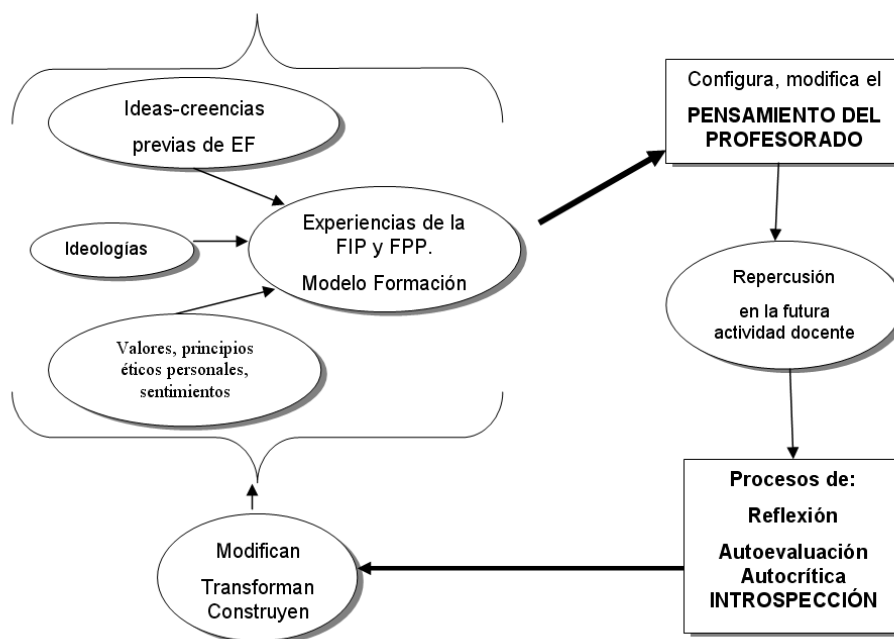 Ideas-creencias
previas de EF
Ideologías
Valores, principios
éticos personales,
sentimientos
Experiencias de la
FIP y FPP.
Modelo Formación
Configura, modifica el
PENSAMIENTO DEL
PROFESORADO
Repercusión
en la futura
actividad docente
Procesos de:
Reflexión
Autoevaluación
Autocrítica
INTROSPECCIÓN
Modifican
Transforman
Construyen